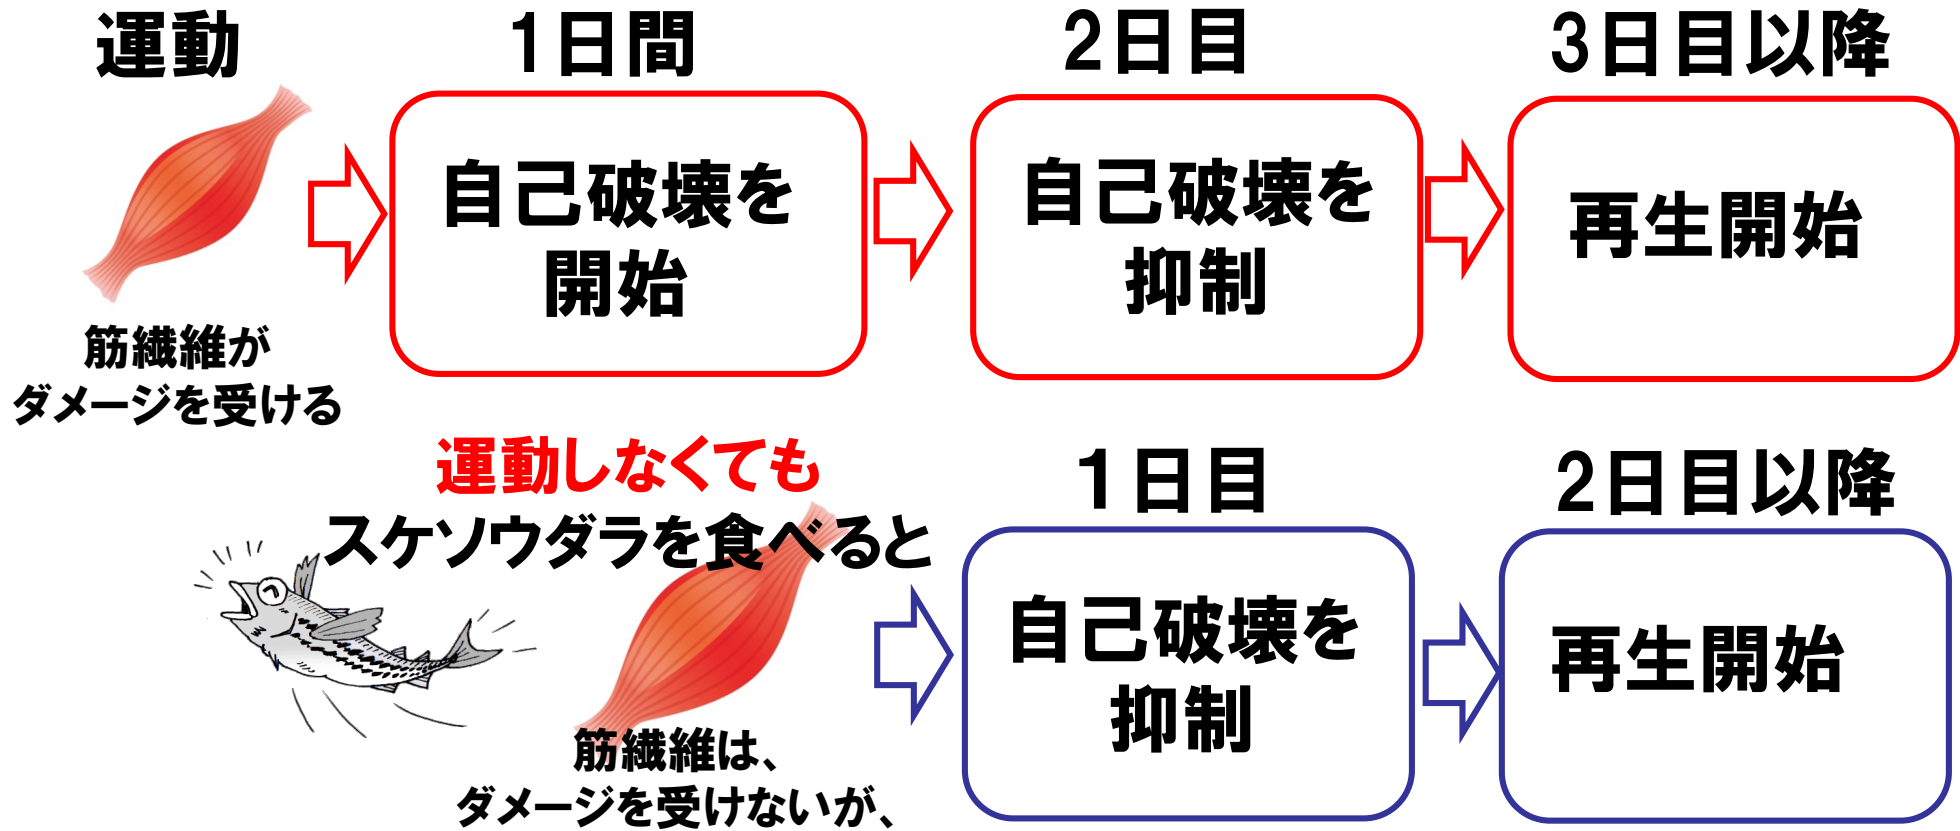 運動
1日間
2日目
3日目以降
自己破壊を
開始
自己破壊を
抑制
再生開始
筋繊維が
ダメージを受ける
運動しなくても
スケソウダラを食べると
1日目
2日目以降
自己破壊を
抑制
再生開始
筋繊維は、
ダメージを受けないが、